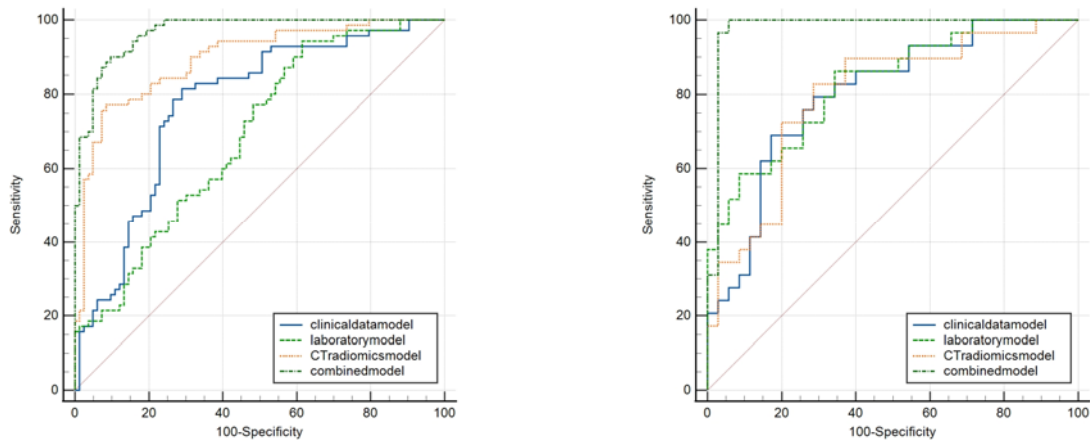 100
80
60
40
20
0
Sensitivity
clinicaldatamodel
laboratorymodel
CTradiomicsmodel
combinedmodel
0 20 40 60 80 100
100-Specificity
100
80
60
40
20
0
Sensitivity
clinicaldatamodel
laboratorymodel
CTradiomicsmodel
combinedmodel
0 20 40 60 80 100
100-Specificity